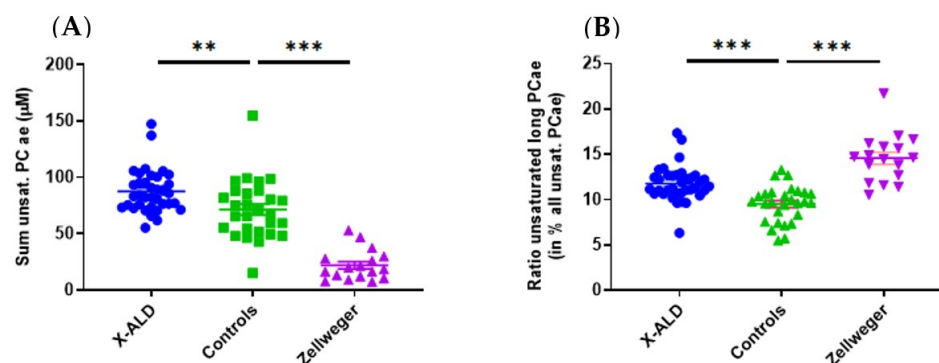 (A)
** ***
Sum unsat. PC ae (µM)
200
150
100
50
0
X-ALD
Controls
Zellweger
(B)
*** ***
Ratio unsaturated long PCae
(in % all unsat. PCae)
25
20
15
10
5
0
X-ALD
Controls
Zellweger